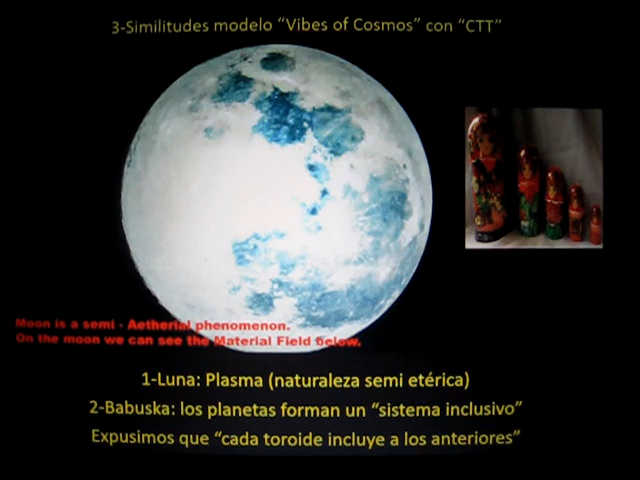 3-Similitudes modelo “Vibes of Cosmos” con “CTT”
Moon is a semi - Aetherial phenomenon.
On the moon we can see the Material Field below.
1-Luna: Plasma (naturaleza semi etérica)
2-Babuska: los planetas forman un “sistema inclusivo”
Expusimos que “cada toroide incluye a los anteriores”